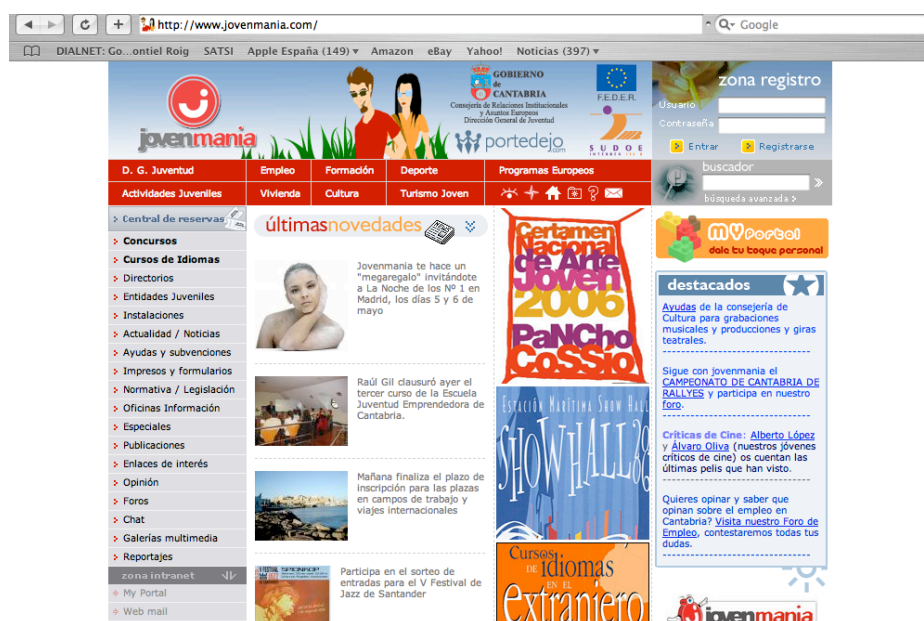 http://www.jovenmania.com/
Google
DIALNET: Go...ontiel Roig SATSI Apple España (149) ▾ Amazon eBay Yahoo! Noticias (397) ▾
jovenmania
GOBIERNO
de
CANTABRIA
Consejería de Relaciones Institucionales
y Asuntos Europeos
Dirección General de Juventud
portedejo.com
F.E.D.E.R.
SUDOE
zona registro
Usuario
Contraseña
Entrar Registrarse
buscador
búsqueda avanzada >
D. G. Juventud Empleo Formación Deporte Programas Europeos
Actividades Juveniles Vivienda Cultura Turismo Joven
Central de reservas
Concursos
Cursos de Idiomas
Directorios
Entidades Juveniles
Instalaciones
Actualidad / Noticias
Ayudas y subvenciones
Impresos y formularios
Normativa / Legislación
Oficinas Información
Especiales
Publicaciones
Enlaces de interés
Opinión
Foros
Chat
Galerías multimedia
Reportajes
zona intranet
My Portal
Web mail
últimasnovedades
Jovenmania te hace un
"megaregalo" invitándote
a La Noche de los Nº 1 en
Madrid, los días 5 y 6 de
mayo
Raúl Gil clausuró ayer el
tercer curso de la Escuela
Juventud Emprendedora de
Cantabria.
Mañana finaliza el plazo de
inscripción para las plazas
en campos de trabajo y
viajes internacionales
Participa en el sorteo de
entradas para el V Festival de
Jazz de Santander
Certamen
Nacional
de Arte
Joven
2006
PaNCho
CoSSío
ESTACIÓN MARÍTIMA SHOW HALL
SHOWHALL
Cursos
DE idiomas
EN EL
extranjero
MYPortal
dale tu toque personal
destacados
Ayudas de la consejería de
Cultura para grabaciones
musicales y producciones y giras
teatrales.
Sigue con jovenmania el
CAMPEONATO DE CANTABRIA DE
RALLYES y participa en nuestro
foro.
Críticas de Cine: Alberto López
y Álvaro Oliva (nuestros jóvenes
críticos de cine) os cuentan las
últimas pelis que han visto.
Quieres opinar y saber que
opinan sobre el empleo en
Cantabria? Visita nuestro Foro de
Empleo, contestaremos todas tus
dudas.
jovenmania